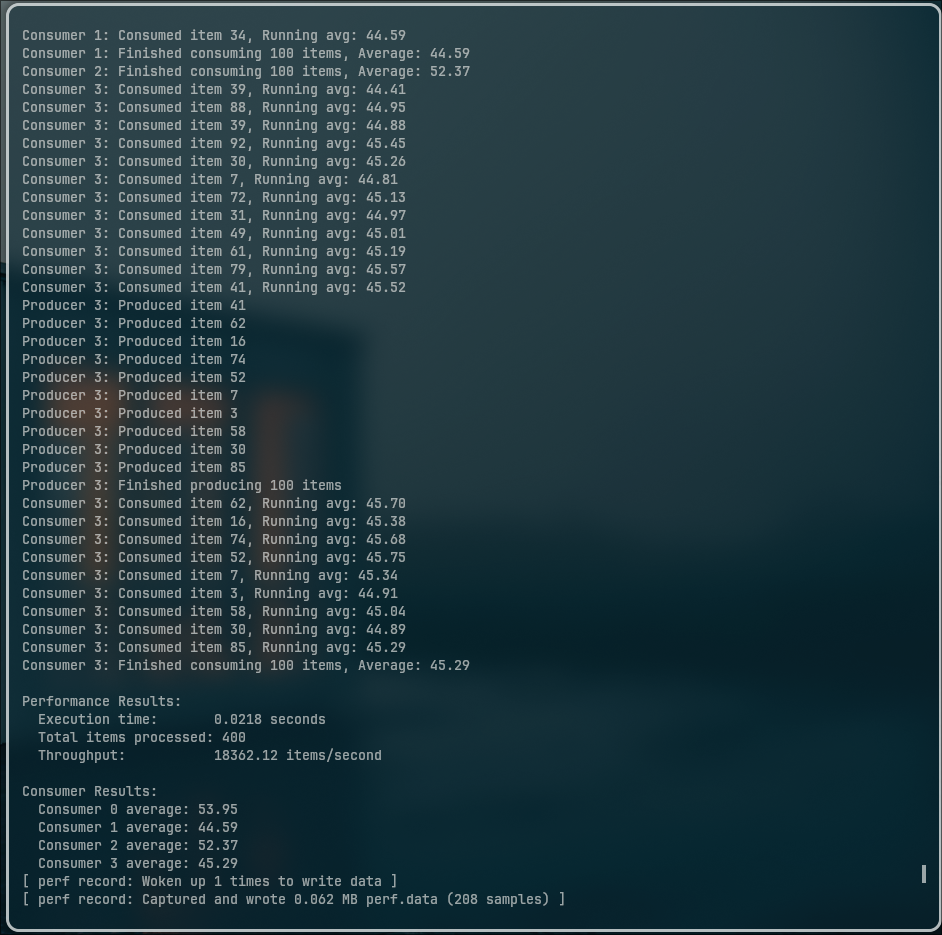 Consumer 1: Consumed item 34, Running avg: 44.59
Consumer 1: Finished consuming 100 items, Average: 44.59
Consumer 2: Finished consuming 100 items, Average: 52.37
Consumer 3: Consumed item 39, Running avg: 44.41
Consumer 3: Consumed item 88, Running avg: 44.95
Consumer 3: Consumed item 39, Running avg: 44.88
Consumer 3: Consumed item 92, Running avg: 45.45
Consumer 3: Consumed item 30, Running avg: 45.26
Consumer 3: Consumed item 7, Running avg: 44.81
Consumer 3: Consumed item 72, Running avg: 45.13
Consumer 3: Consumed item 31, Running avg: 44.97
Consumer 3: Consumed item 49, Running avg: 45.01
Consumer 3: Consumed item 61, Running avg: 45.19
Consumer 3: Consumed item 79, Running avg: 45.57
Consumer 3: Consumed item 41, Running avg: 45.52
Producer 3: Produced item 41
Producer 3: Produced item 62
Producer 3: Produced item 16
Producer 3: Produced item 74
Producer 3: Produced item 52
Producer 3: Produced item 7
Producer 3: Produced item 3
Producer 3: Produced item 58
Producer 3: Produced item 30
Producer 3: Produced item 85
Producer 3: Finished producing 100 items
Consumer 3: Consumed item 62, Running avg: 45.70
Consumer 3: Consumed item 16, Running avg: 45.38
Consumer 3: Consumed item 74, Running avg: 45.68
Consumer 3: Consumed item 52, Running avg: 45.75
Consumer 3: Consumed item 7, Running avg: 45.34
Consumer 3: Consumed item 3, Running avg: 44.91
Consumer 3: Consumed item 58, Running avg: 45.04
Consumer 3: Consumed item 30, Running avg: 44.89
Consumer 3: Consumed item 85, Running avg: 45.29
Consumer 3: Finished consuming 100 items, Average: 45.29

Performance Results:
  Execution time:       0.0218 seconds
  Total items processed: 400
  Throughput:           18362.12 items/second

Consumer Results:
  Consumer 0 average: 53.95
  Consumer 1 average: 44.59
  Consumer 2 average: 52.37
  Consumer 3 average: 45.29
[ perf record: Woken up 1 times to write data ]
[ perf record: Captured and wrote 0.062 MB perf.data (208 samples) ]